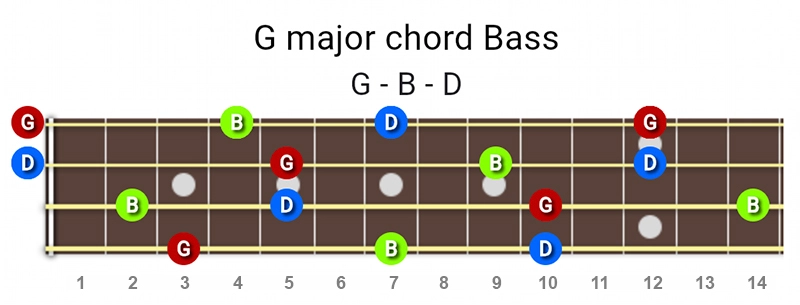 G major chord Bass
G - B - D
G B D G
D G B D
B D G B
G B D
1 2 3 4 5 6 7 8 9 10 11 12 13 14